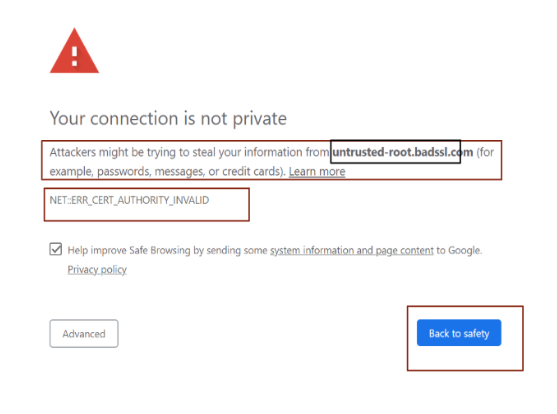 Your connection is not private
Attackers might be trying to steal your information from untrusted-root.badssl.com (for
example, passwords, messages, or credit cards). Learn more
NET::ERR_CERT_AUTHORITY_INVALID
Help improve Safe Browsing by sending some system information and page content to Google.
Privacy policy
Advanced
Back to safety